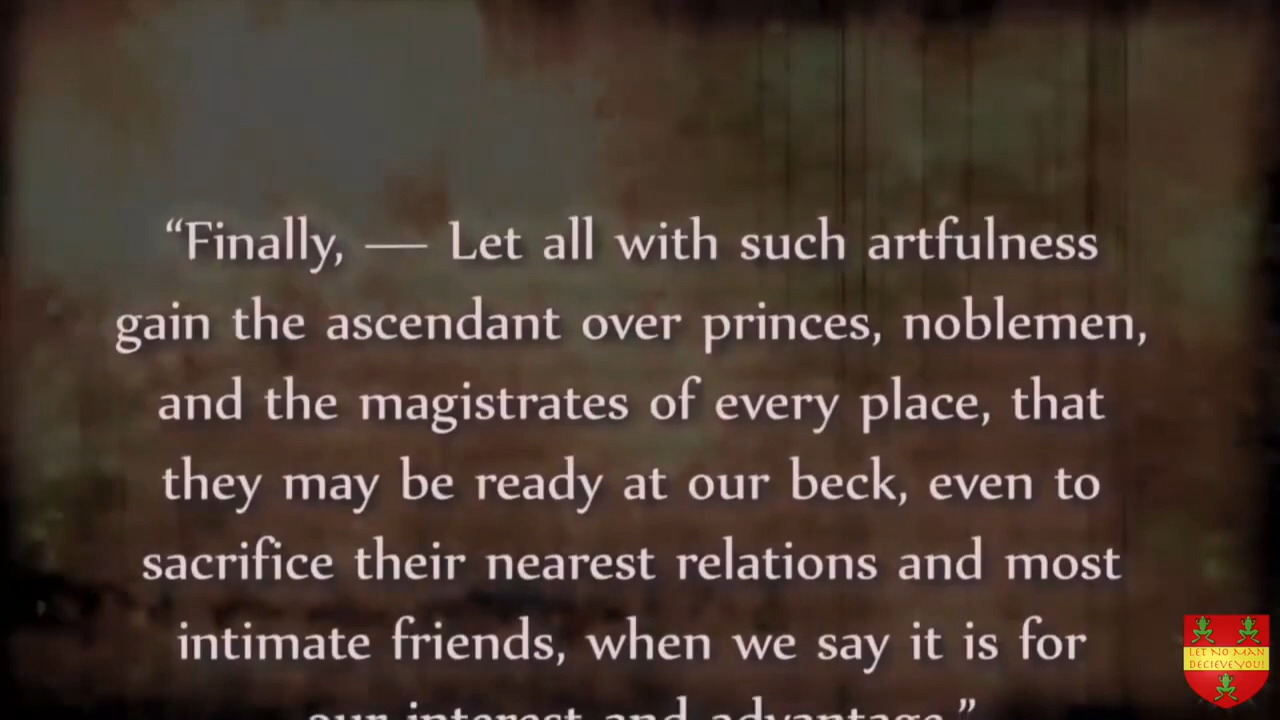 “Finally, — Let all with such artfulness
gain the ascendant over princes, noblemen,
and the magistrates of every place, that
they may be ready at our beck, even to
sacrifice their nearest relations and most
intimate friends, when we say it is for
our interest and advantage.”
LET NO MAN
DECIEVE YOU!